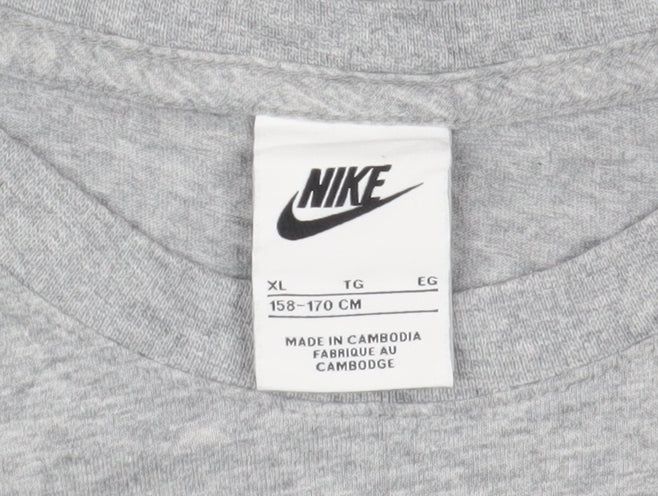 NIKE
XL TG EG
158-170 CM
MADE IN CAMBODIA
FABRIQUE AU
CAMBODGE